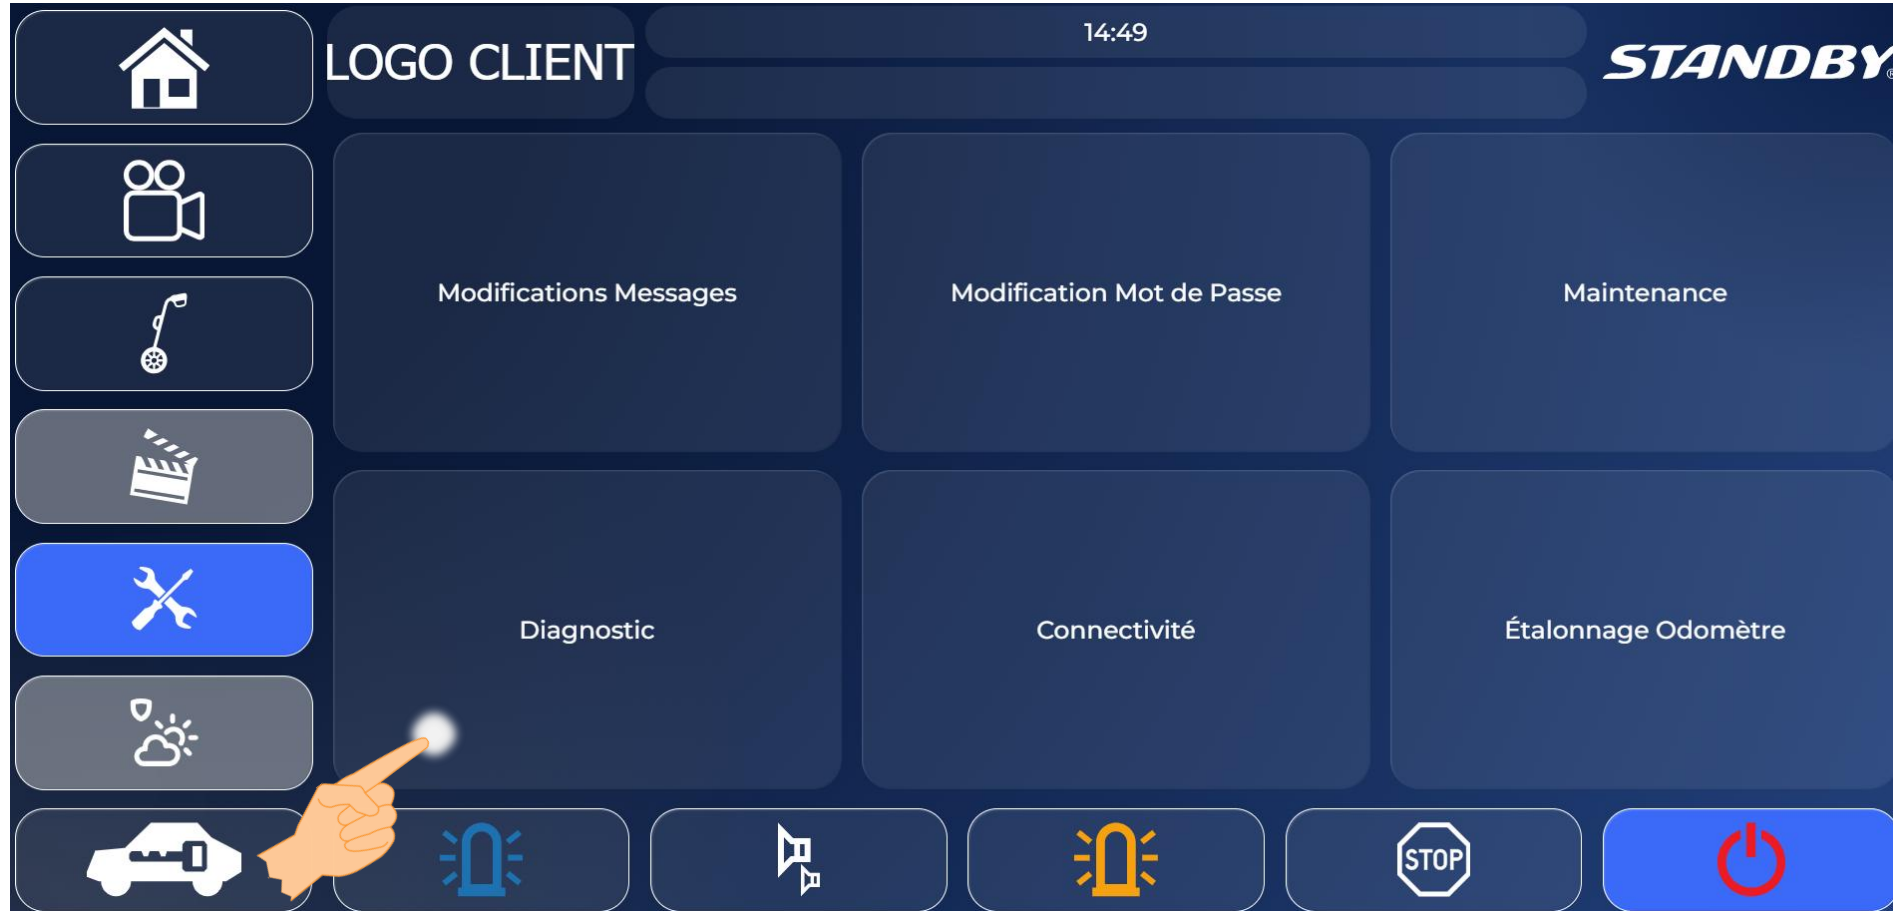 LOGO CLIENT
14:49
STANDBY®
Modifications Messages
Modification Mot de Passe
Maintenance
Diagnostic
Connectivité
Étalonnage Odomètre
STOP